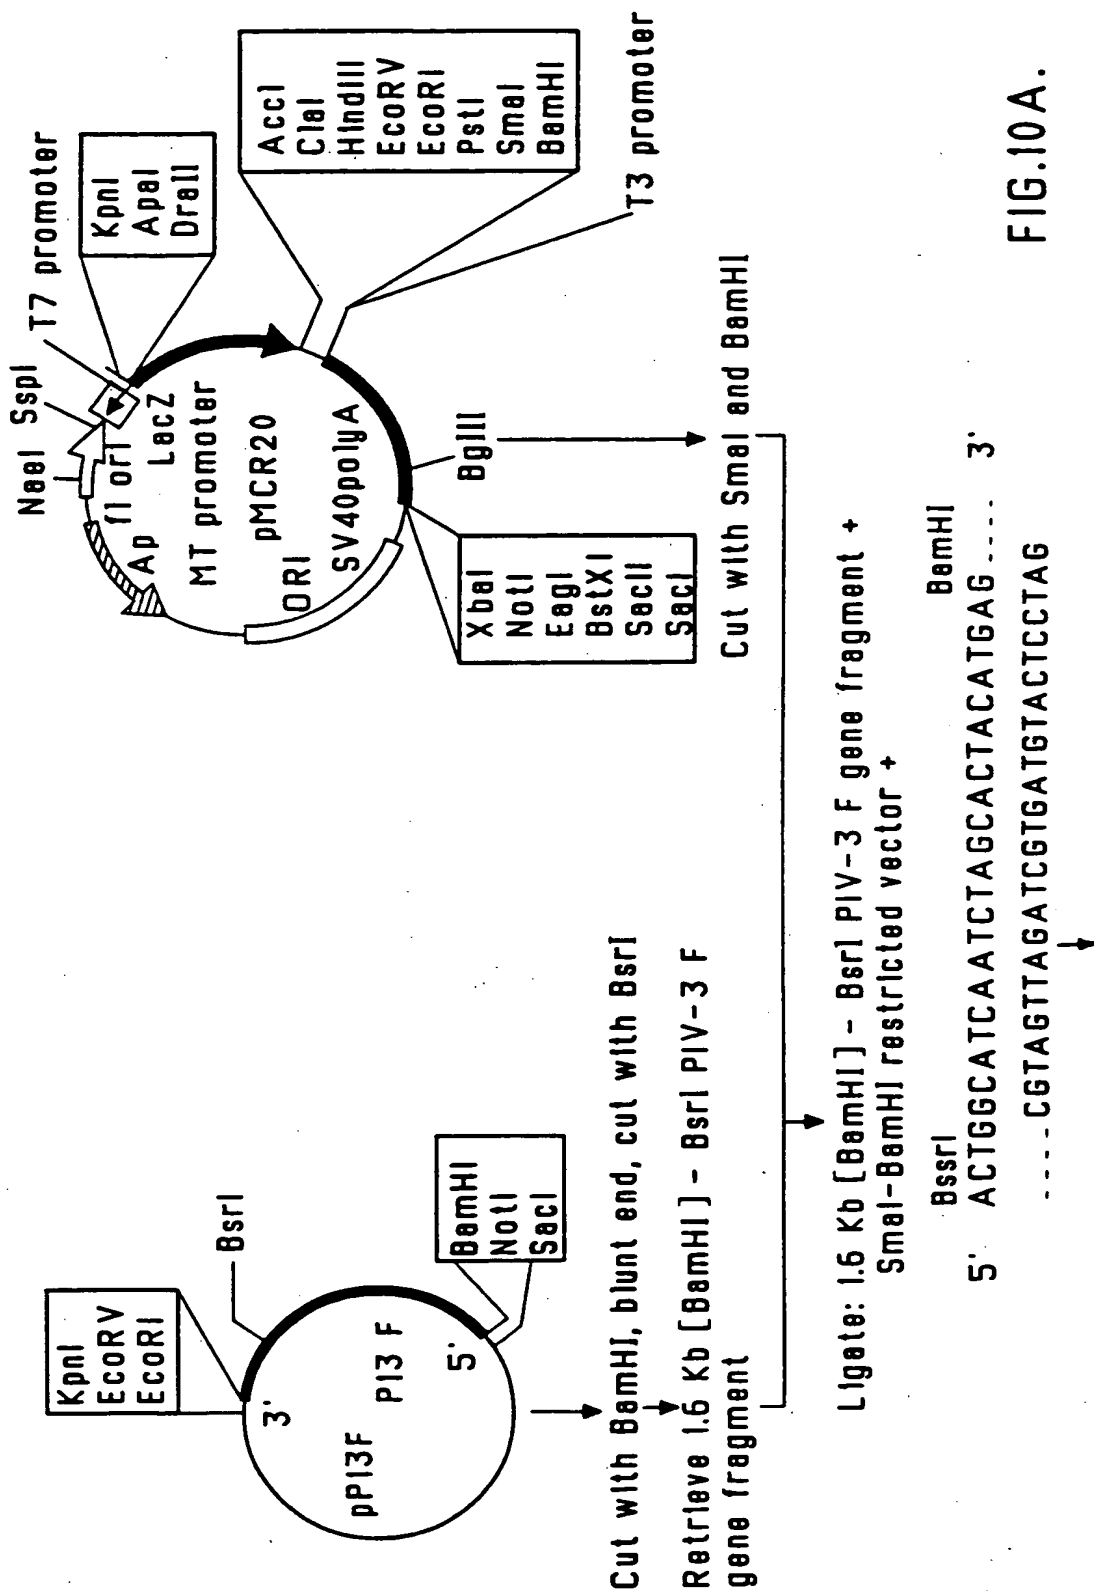 KpnI
EcoRV
EcoRI
BsrI
3'
pPI3F
PI3 F
5'
BamHI
NotI
SacI
Cut with BamHI, blunt end, cut with BsrI
Retrieve 1.6 Kb [BamHI] - BsrI PIV-3 F
gene fragment
NaeI
SspI
T7 promoter
KpnI
ApaI
DraII
f1 ori
Ap
LacZ
MT promoter
pMCR20
ORI
SV40polyA
AccI
ClaI
HindIII
EcoRV
EcoRI
PstI
SmaI
BamHI
T3 promoter
BglII
XbaI
NotI
EagI
BstXI
SacII
SacI
Cut with SmaI and BamHI
Ligate: 1.6 Kb [BamHI] - BsrI PIV-3 F gene fragment +
SmaI-BamHI restricted vector +
BssrI
BamHI
5' ACTGGCATCAATCTAGCACTACATGAG ---- 3'
-----CGTAGTTAGATCGTGATGTACTCCTAG
FIG.10A.